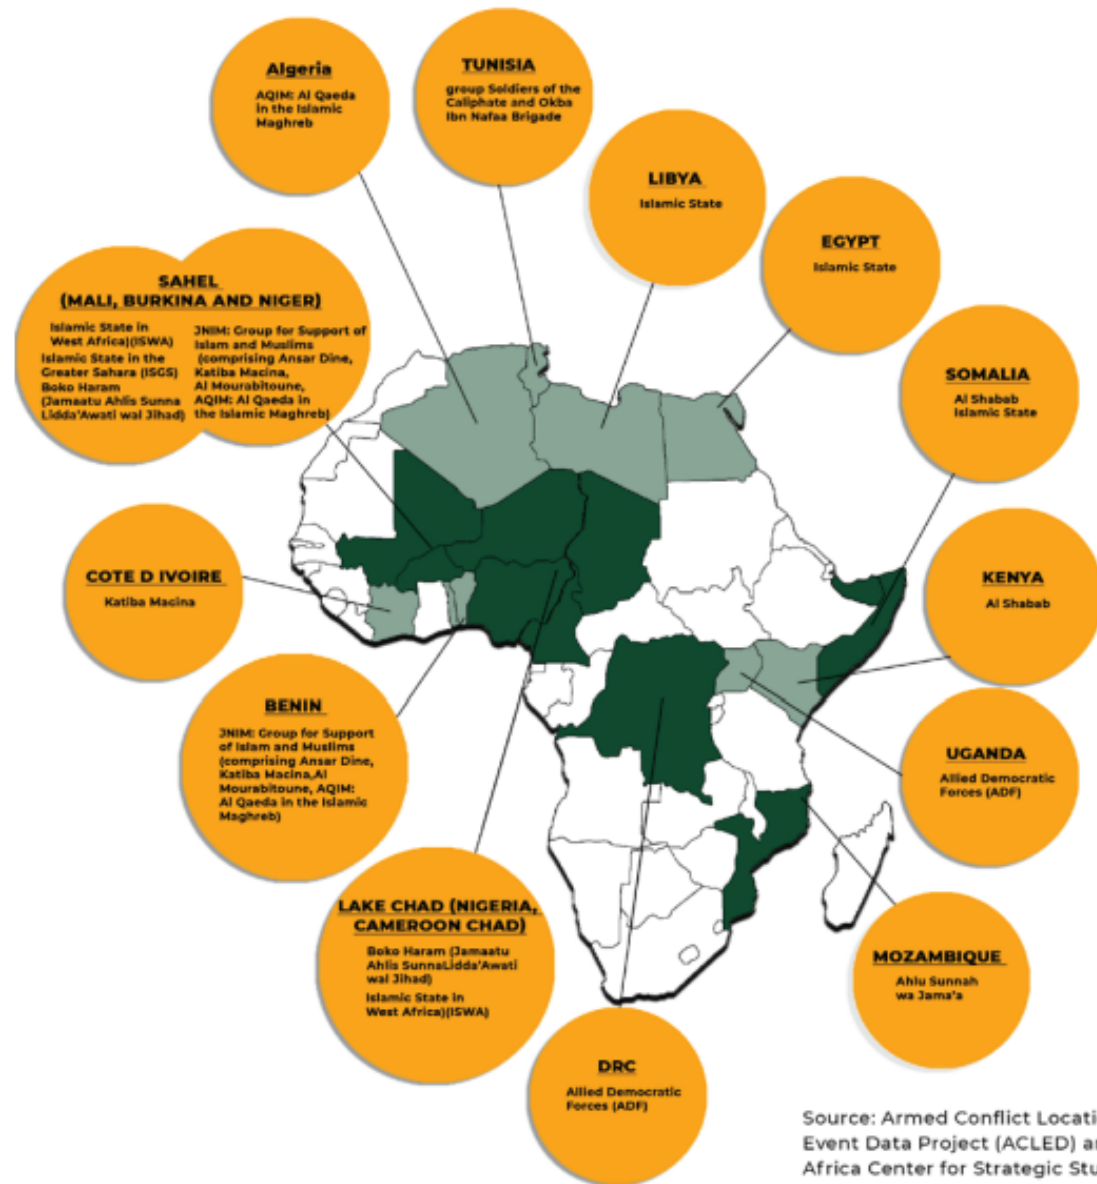 Algeria
AQIM: Al Qaeda
in the Islamic
Maghreb
TUNISIA
group Soldiers of the
Caliphate and Okba
Ibn Nafaa Brigade
LIBYA
Islamic State
EGYPT
Islamic State
SAHEL
(MALI, BURKINA AND NIGER)
Islamic State in
West Africa)(ISWA)
Islamic State in the
Greater Sahara (ISGS)
Boko Haram
(Jamaatu Ahlis Sunna
Lidda'Awati wal Jihad)
JNIM: Group for Support of
Islam and Muslims
(comprising Ansar Dine,
Katiba Macina,
Al Mourabitoune,
AQIM: Al Qaeda in
the Islamic Maghreb)
SOMALIA
Al Shabab
Islamic State
COTE D IVOIRE
Katiba Macina
KENYA
Al Shabab
BENIN
JNIM: Group for Support
of Islam and Muslims
(comprising Ansar Dine,
Katiba Macina,Al
Mourabitoune, AQIM:
Al Qaeda in the Islamic
Maghreb)
UGANDA
Allied Democratic
Forces (ADF)
LAKE CHAD (NIGERIA,
CAMEROON CHAD)
Boko Haram (Jamaatu
Ahlis SunnaLidda'Awati
wal Jihad)
Islamic State in
West Africa)(ISWA)
MOZAMBIQUE
Ahlu Sunnah
wa Jama'a
DRC
Allied Democratic
Forces (ADF)
Source: Armed Conflict Locati
Event Data Project (ACLED) a
Africa Center for Strategic Stu